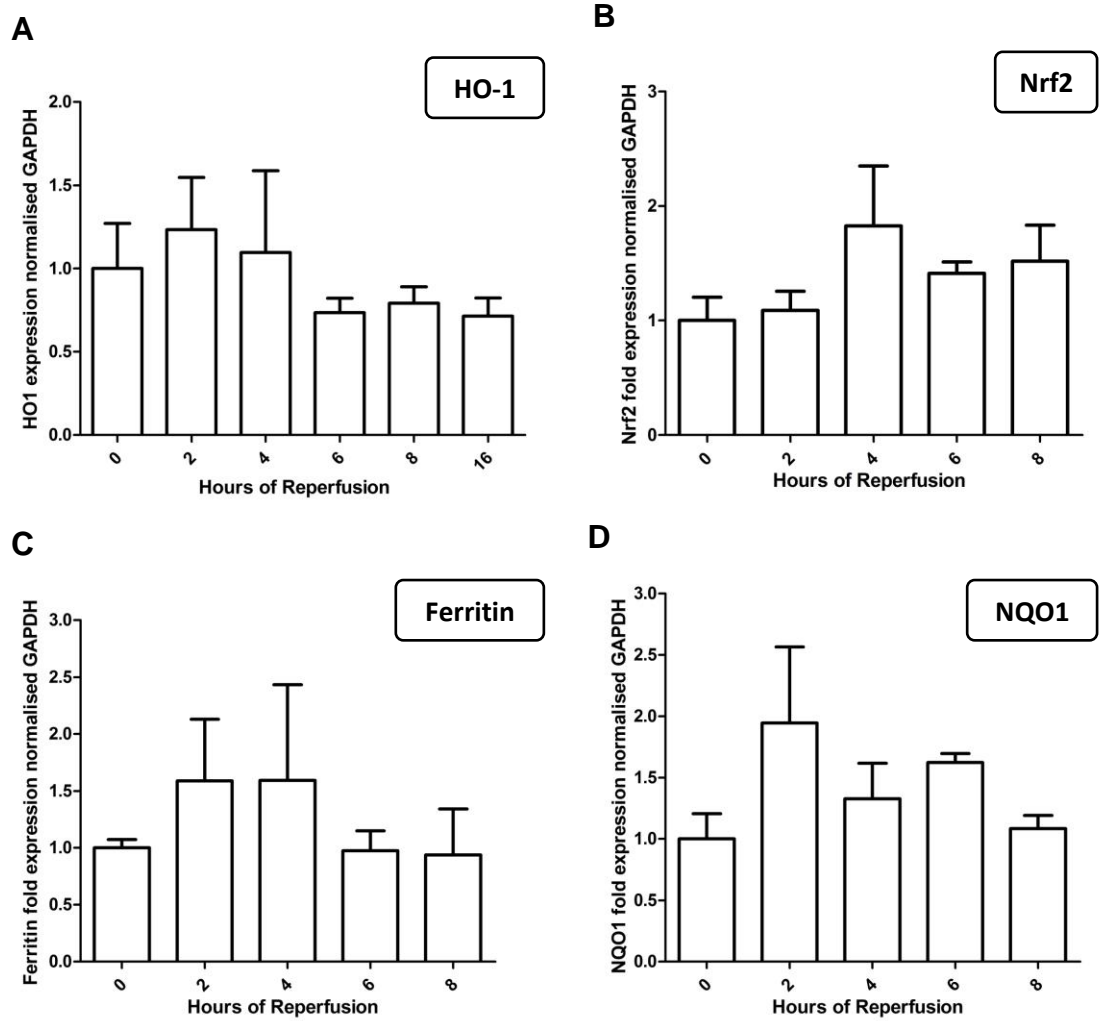 A
HO-1
HO1 expression normalised GAPDH
2.0
1.5
1.0
0.5
0.0
0 2 4 6 8 16
Hours of Reperfusion
B
Nrf2
Nrf2 fold expression normalised GAPDH
3
2
1
0
0 2 4 6 8
Hours of Reperfusion
C
Ferritin
Ferritin fold expression normalised GAPDH
3.0
2.5
2.0
1.5
1.0
0.5
0.0
0 2 4 6 8
Hours of Reperfusion
D
NQO1
NQO1 fold expression normalised GAPDH
3.0
2.5
2.0
1.5
1.0
0.5
0.0
0 2 4 6 8
Hours of Reperfusion